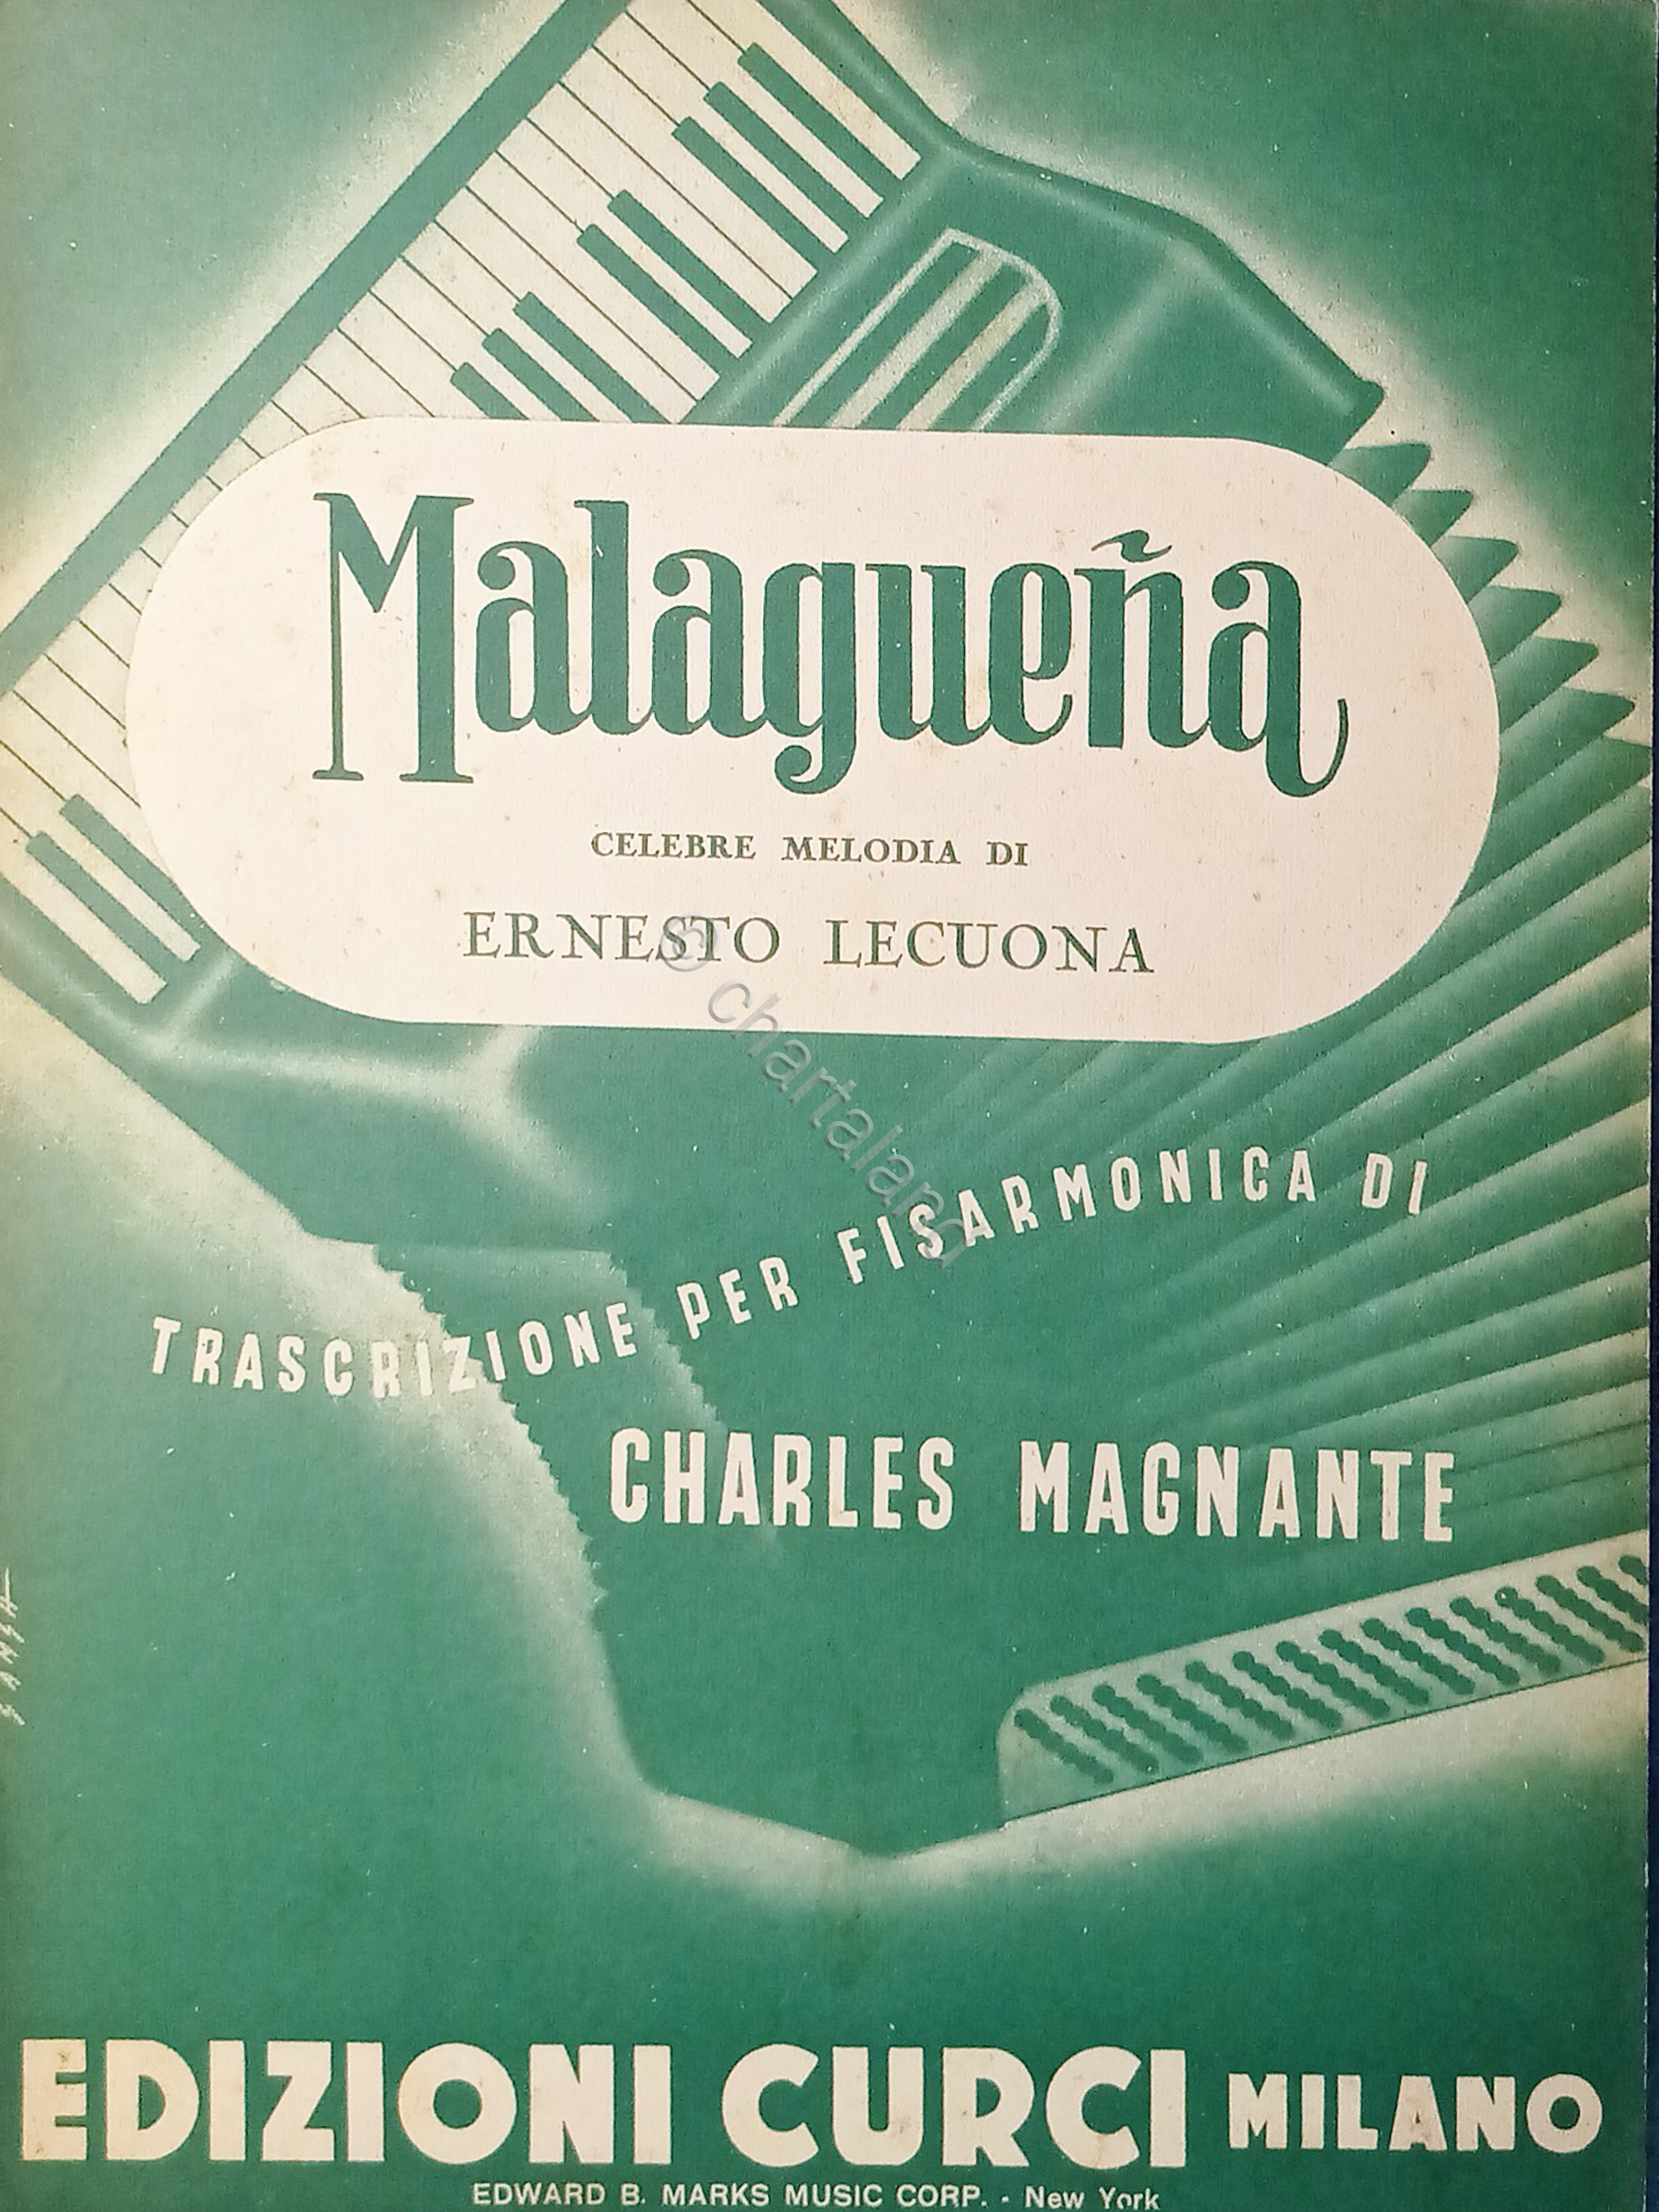 Malagueña
CELEBRE MELODIA DI
ERNESTO LECUONA
© chartaland
TRASCRIZIONE PER FISARMONICA DI
CHARLES MAGNANTE
EDIZIONI CURCI MILANO
EDWARD B. MARKS MUSIC CORP. - New York